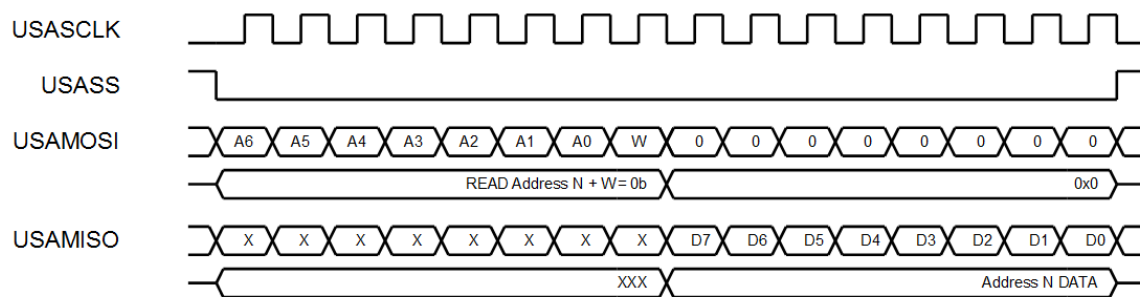 USASCLK
USASS
USAMOSI A6 A5 A4 A3 A2 A1 A0 W 0 0 0 0 0 0 0 0
READ Address N + W= 0b 0x0
USAMISO X X X X X X X X D7 D6 D5 D4 D3 D2 D1 D0
XXX Address N DATA